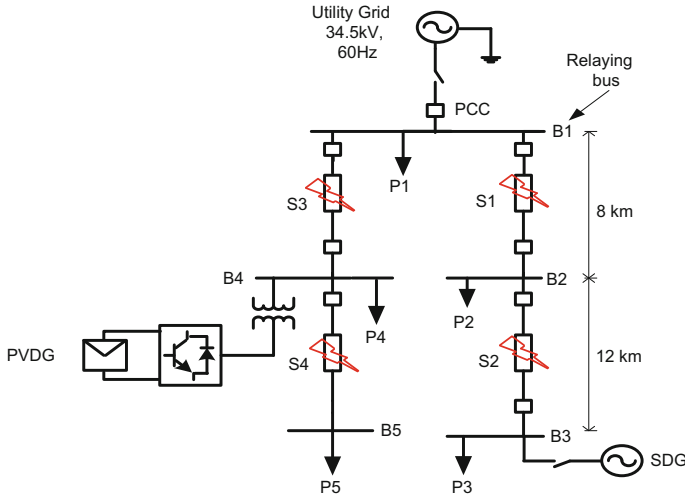 Utility Grid
34.5kV,
60Hz
Relaying
bus
PCC
B1
P1
S3
S1
8 km
B4
B2
P4
P2
PVDG
S4
S2
12 km
B5
B3
P5
P3
SDG